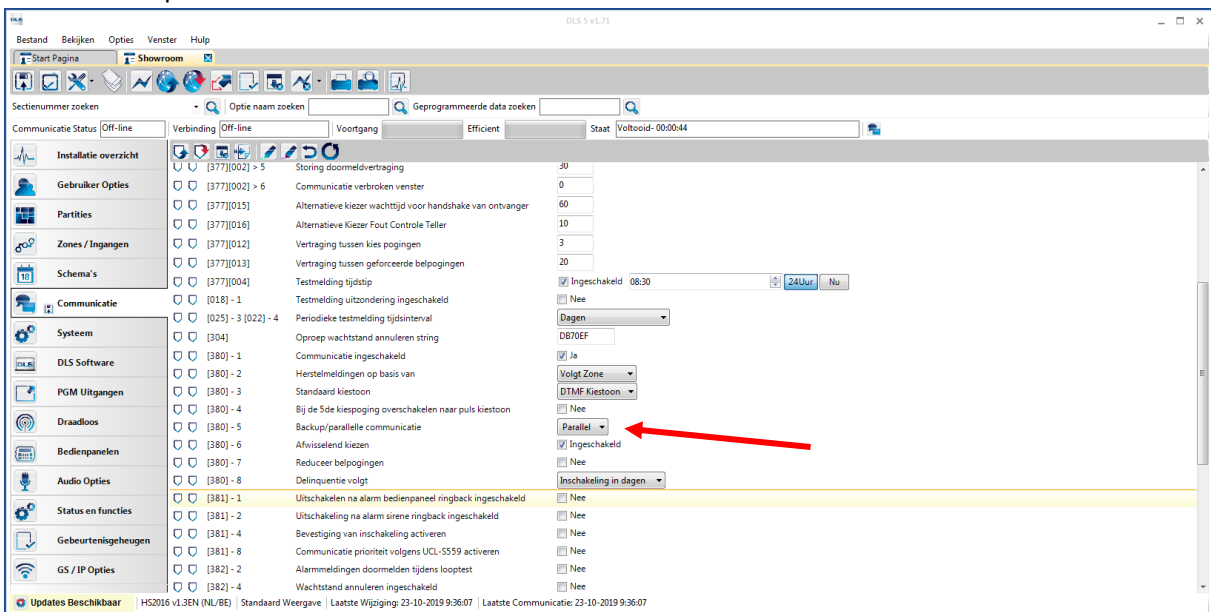 DLS 5 v1.71
Bestand Bekijken Opties Venster Hulp
Start Pagina Showroom
Sectienummer zoeken Optie naam zoeken Geprogrammeerde data zoeken
Communicatie Status Off-line Verbinding Off-line Voortgang Efficient Staat Voltooid- 00:00:44
Installatie overzicht
Gebruiker Opties
Partities
Zones / Ingangen
18 Schema's
Communicatie
Systeem
DLS DLS Software
PGM Uitgangen
Draadloos
Bedienpanelen
Audio Opties
Status en functies
Gebeurtenisgeheugen
GS / IP Opties
[377][002] > 5 Storing doormeldvertraging 30
[377][002] > 6 Communicatie verbroken venster 0
[377][015] Alternatieve kiezer wachttijd voor handshake van ontvanger 60
[377][016] Alternatieve Kiezer Fout Controle Teller 10
[377][012] Vertraging tussen kies pogingen 3
[377][013] Vertraging tussen geforceerde belpogingen 20
[377][004] Testmelding tijdstip Ingeschakeld 08:30 24Uur Nu
[018] - 1 Testmelding uitzondering ingeschakeld Nee
[025] - 3 [022] - 4 Periodieke testmelding tijdsinterval Dagen
[304] Oproep wachtstand annuleren string DB70EF
[380] - 1 Communicatie ingeschakeld Ja
[380] - 2 Herstelmeldingen op basis van Volgt Zone
[380] - 3 Standaard kiestoon DTMF Kiestoon
[380] - 4 Bij de 5de kiespoging overschakelen naar puls kiestoon Nee
[380] - 5 Backup/parallelle communicatie Parallel
[380] - 6 Afwisselend kiezen Ingeschakeld
[380] - 7 Reduceer belpogingen Nee
[380] - 8 Delinquentie volgt Inschakeling in dagen
[381] - 1 Uitschakelen na alarm bedienpaneel ringback ingeschakeld Nee
[381] - 2 Uitschakeling na alarm sirene ringback ingeschakeld Nee
[381] - 4 Bevestiging van inschakeling activeren Nee
[381] - 8 Communicatie prioriteit volgens UCL-S559 activeren Nee
[382] - 2 Alarmmeldingen doormelden tijdens looptest Nee
[382] - 4 Wachtstand annuleren ingeschakeld Nee
Updates Beschikbaar HS2016 v1.3EN (NL/BE) Standaard Weergave Laatste Wijziging: 23-10-2019 9:36:07 Laatste Communicatie: 23-10-2019 9:36:07